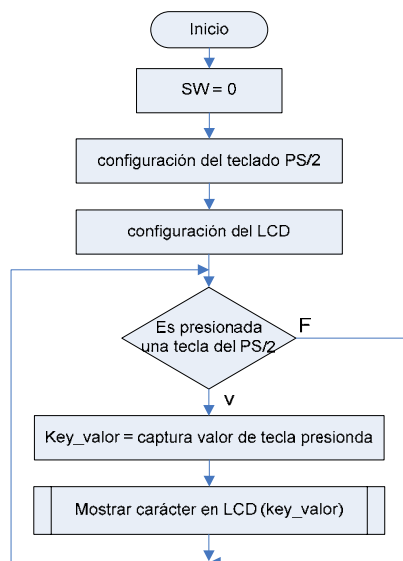 Inicio
SW = 0
configuración del teclado PS/2
configuración del LCD
Es presionada
una tecla del PS/2
F
v
Key_valor = captura valor de tecla presionda
Mostrar carácter en LCD (key_valor)